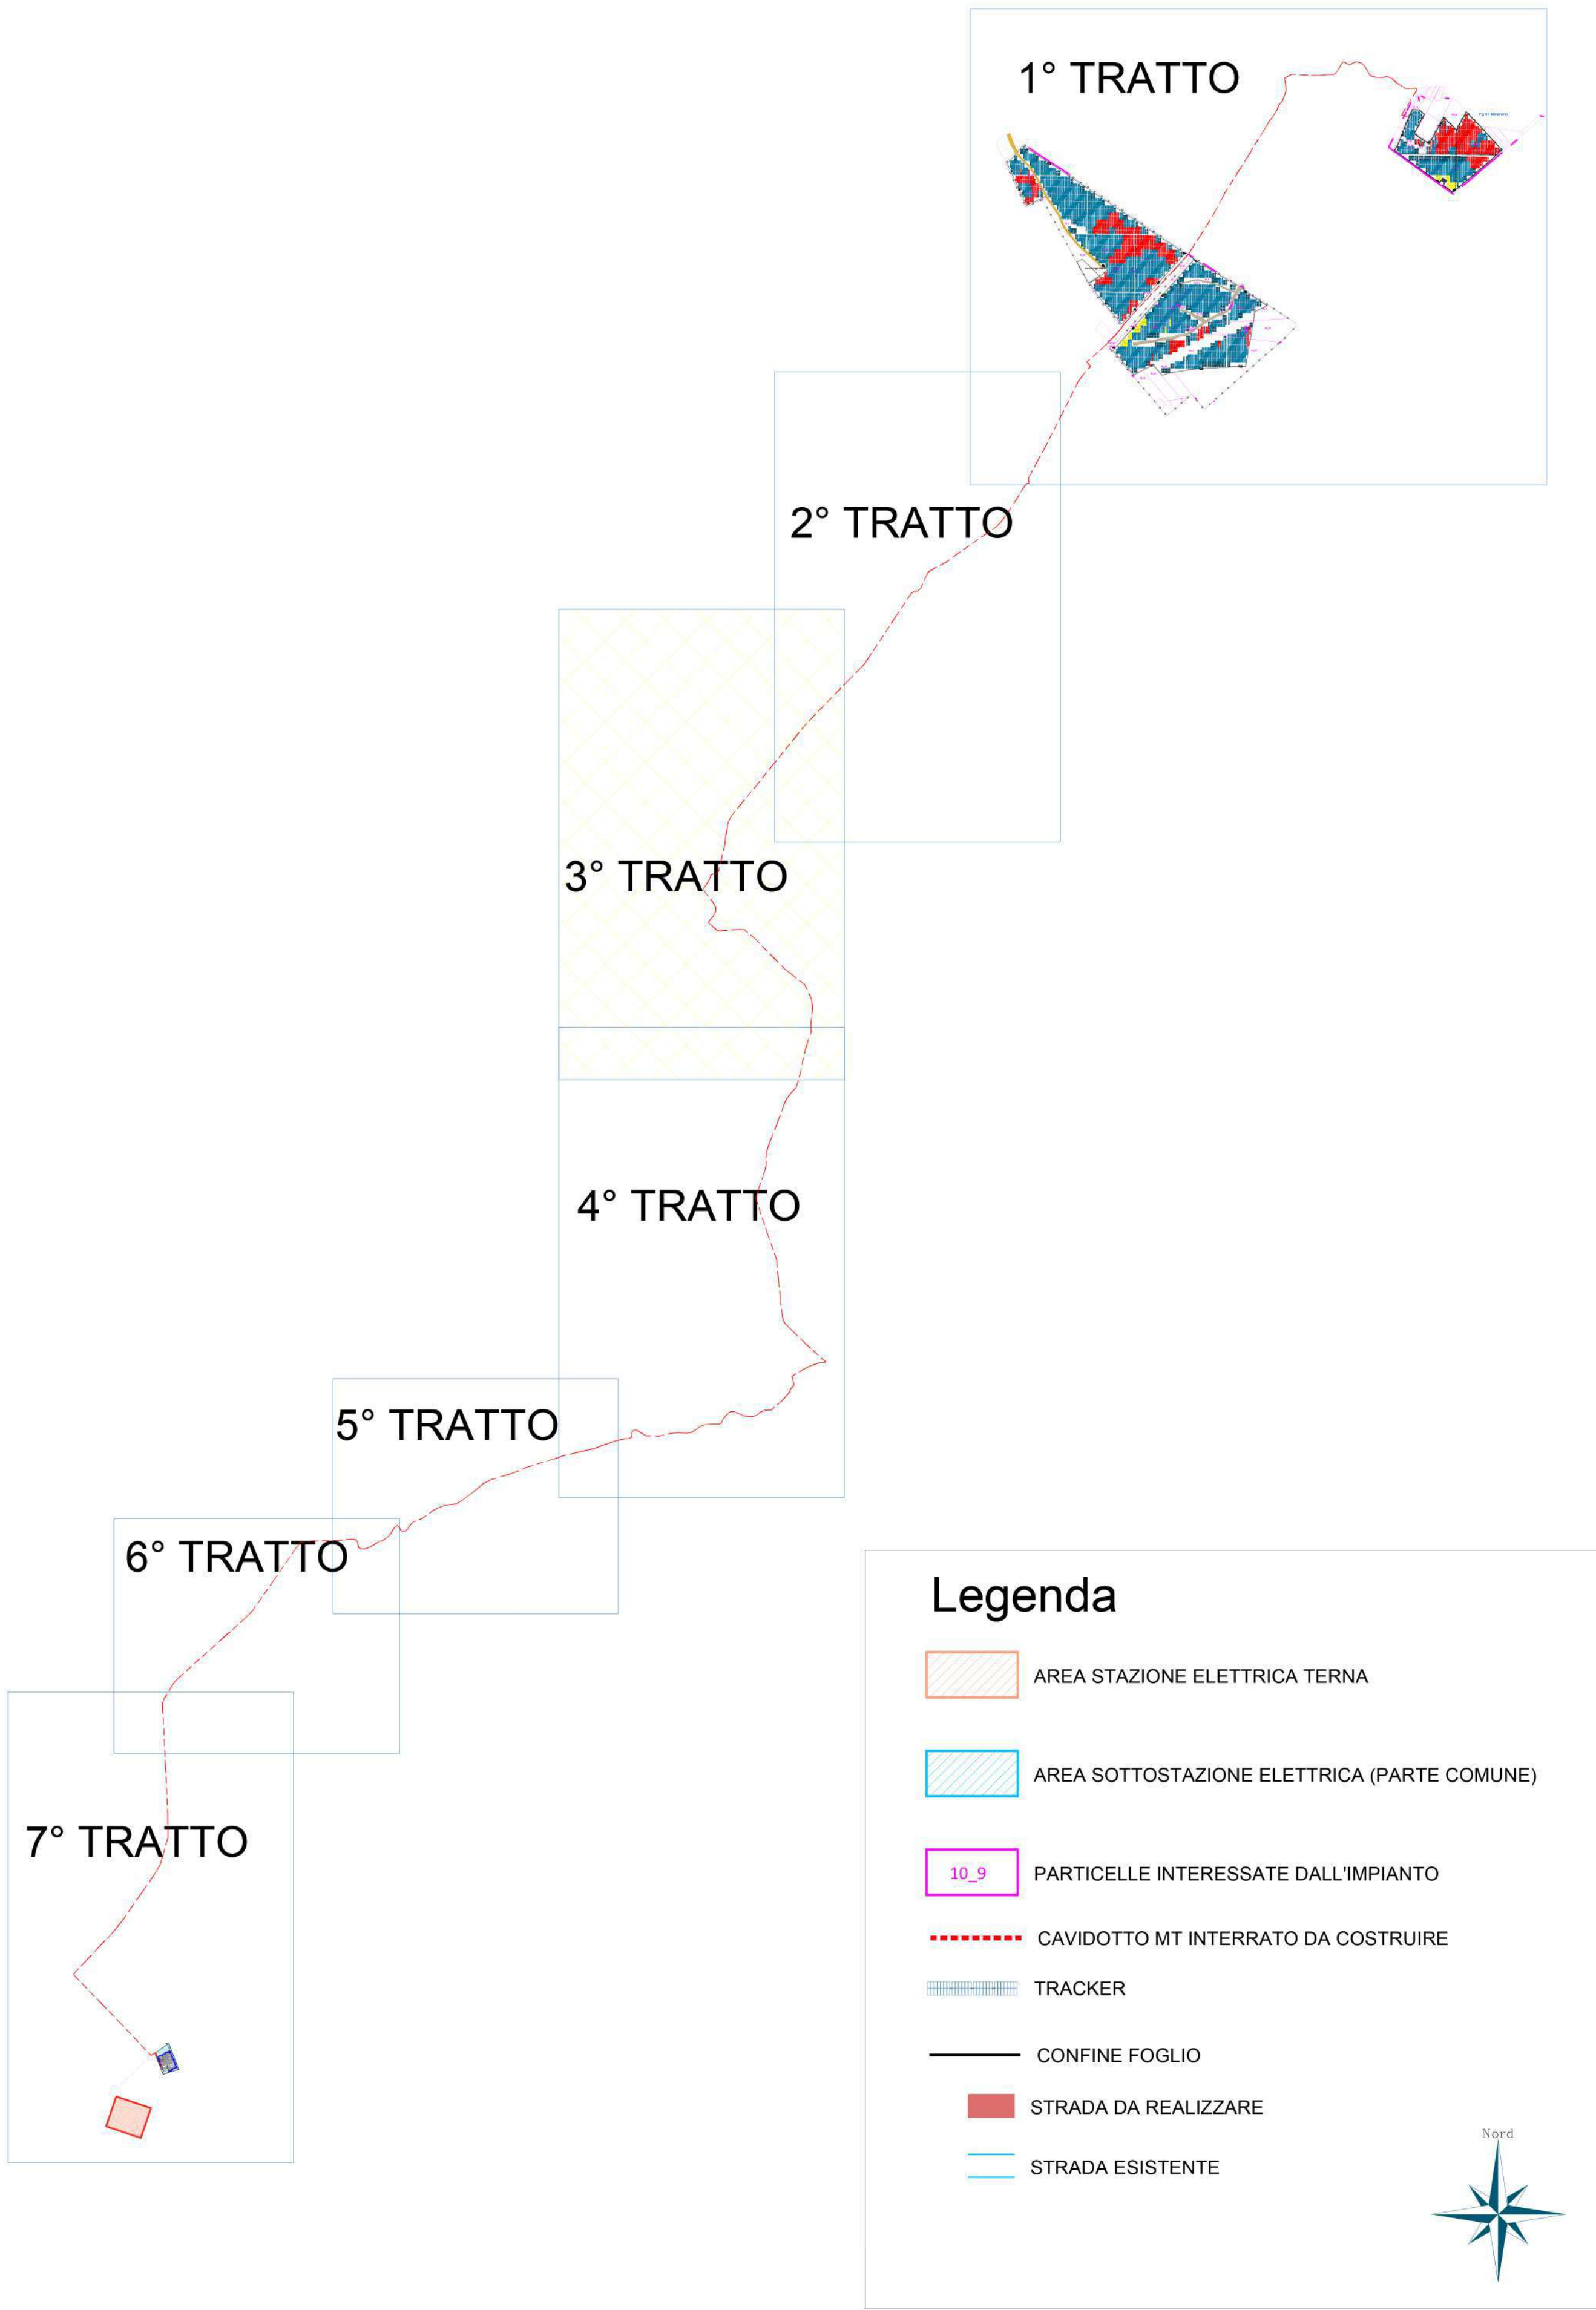 1° TRATTO
2° TRATTO
3° TRATTO
4° TRATTO
5° TRATTO
6° TRATTO
7° TRATTO
Legenda
AREA STAZIONE ELETTRICA TERNA
AREA SOTTOSTAZIONE ELETTRICA (PARTE COMUNE)
10_9 PARTICELLE INTERESSATE DALL'IMPIANTO
CAVIDOTTO MT INTERRATO DA COSTRUIRE
TRACKER
CONFINE FOGLIO
STRADA DA REALIZZARE
STRADA ESISTENTE
Nord